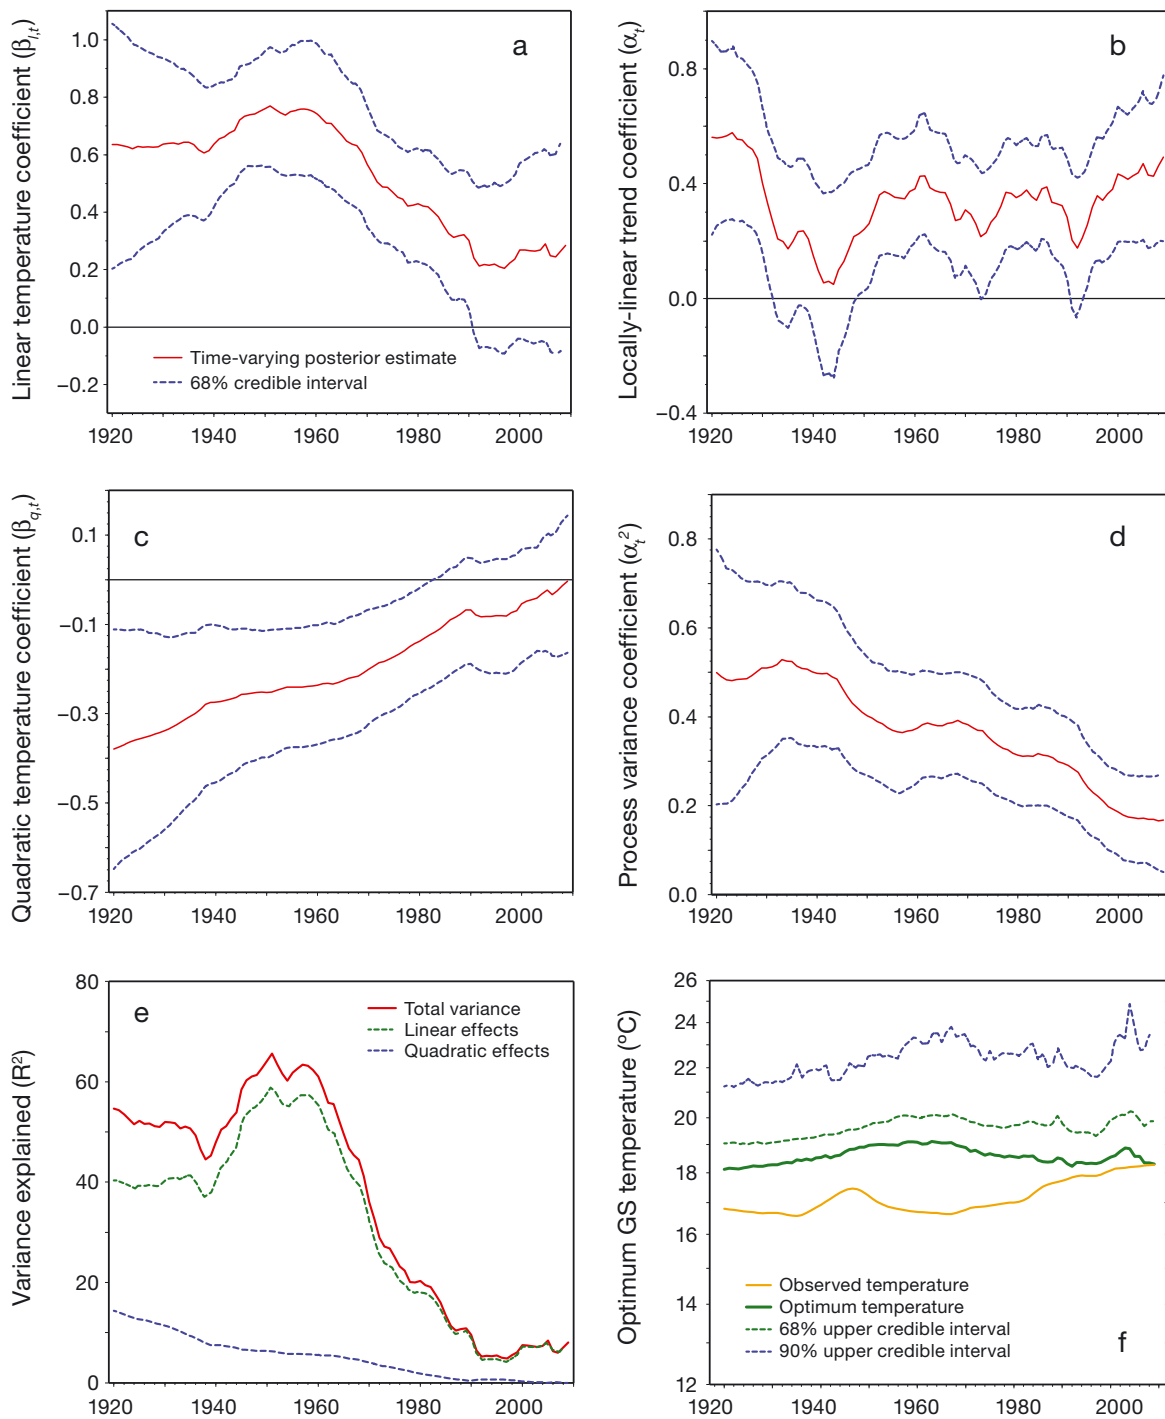 Linear temperature coefficient (βl,t)
a
1.0
0.8
0.6
0.4
0.2
0.0
−0.2
Time-varying posterior estimate
68% credible interval
1920 1940 1960 1980 2000
Locally-linear trend coefficient (αt)
b
0.8
0.4
0.0
−0.4
1920 1940 1960 1980 2000
Quadratic temperature coefficient (βq,t)
c
0.1
−0.1
−0.3
−0.5
−0.7
1920 1940 1960 1980 2000
Process variance coefficient (αt²)
d
0.8
0.6
0.4
0.2
0.0
1920 1940 1960 1980 2000
Variance explained (R²)
e
80
60
40
20
0
Total variance
Linear effects
Quadratic effects
1920 1940 1960 1980 2000
Optimum GS temperature (°C)
26
24
22
20
18
16
14
12
Observed temperature
Optimum temperature
68% upper credible interval
90% upper credible interval
f
1920 1940 1960 1980 2000